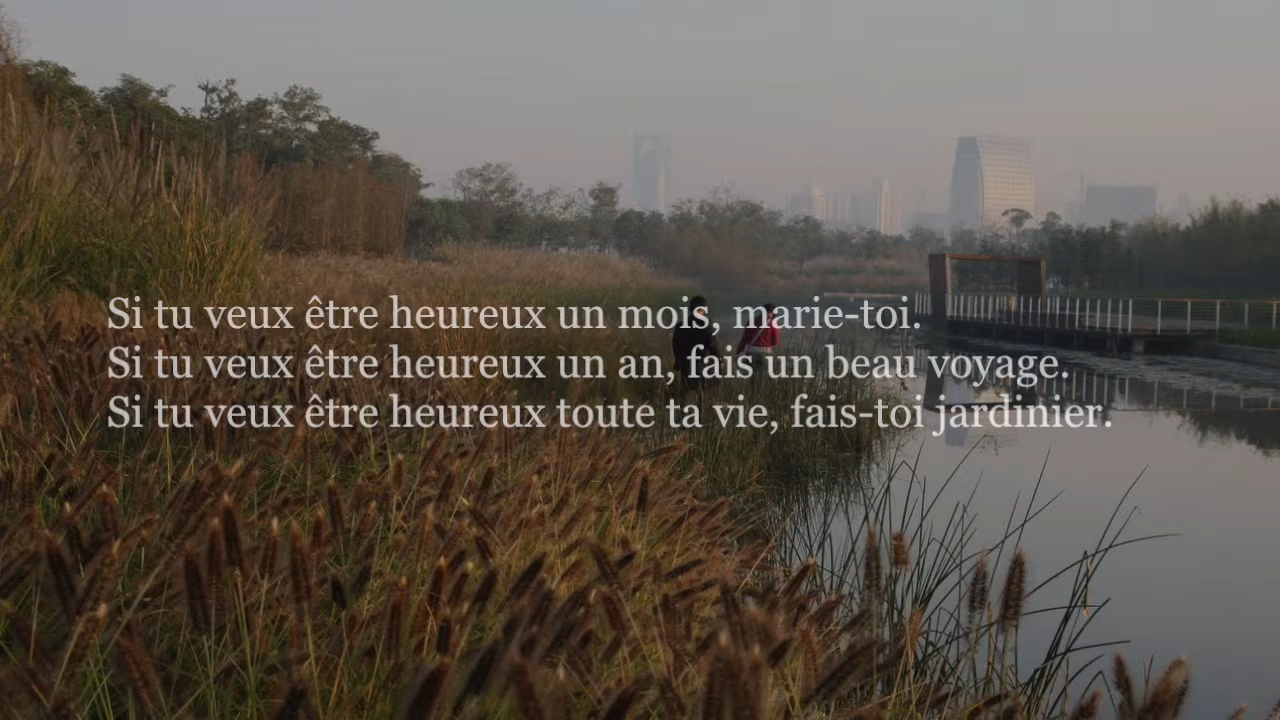 Si tu veux être heureux un mois, marie-toi.
Si tu veux être heureux un an, fais un beau voyage.
Si tu veux être heureux toute ta vie, fais-toi jardinier.